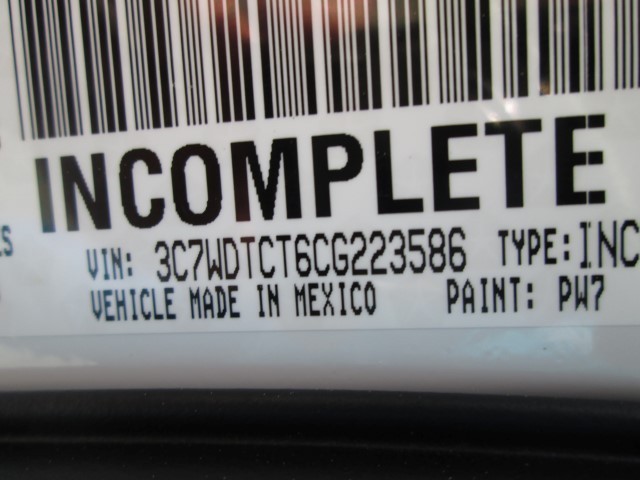 INCOMPLETE
VIN: 3C7WDTCT6CG223586 TYPE: INC
VEHICLE MADE IN MEXICO PAINT: PW7